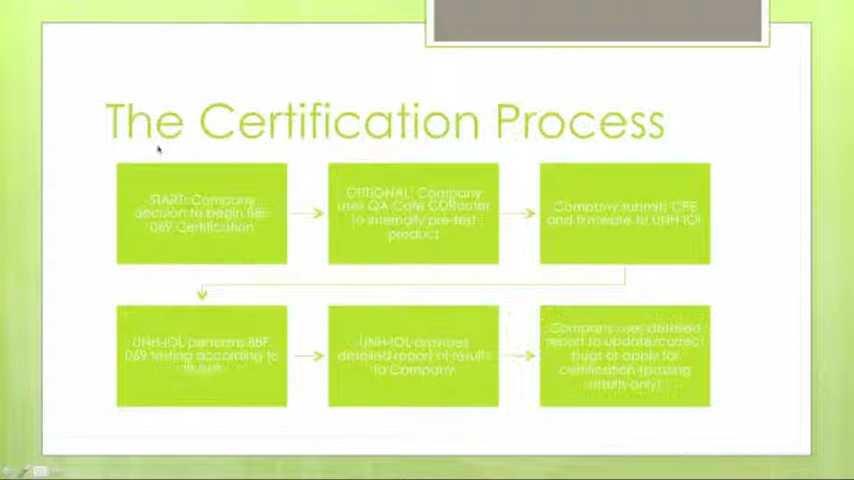 The Certification Process
START: Company
decision to begin BBF.
069 Certification
OPTIONAL: Company
uses QA Cafe CDRouter
to internally pre-test
product
Company submits CPE
and firmware to UNH-IOL
UNH-IOL performs BBF.
069 testing according to
UNH-IOL provides
detailed report of results
to Company
Company uses detailed
report to update/correct
bugs or apply for
certification (passing
results only)